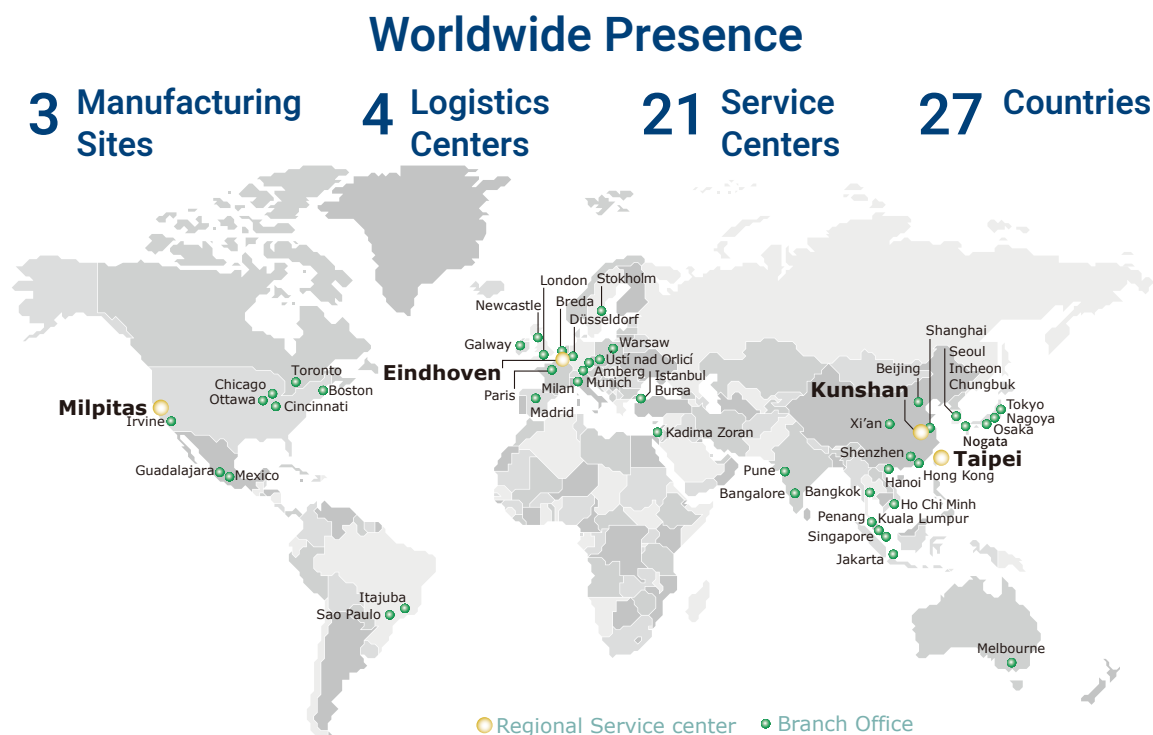 Worldwide Presence
3 Manufacturing
Sites
4 Logistics
Centers
21 Service
Centers
27 Countries
London
Stokholm
Newcastle
Breda
Düsseldorf
Galway
Warsaw
Ustí nad Orlicí
Eindhoven
Amberg
Istanbul
Paris
Milan
Munich
Bursa
Madrid
Kadima Zoran
Toronto
Chicago
Boston
Ottawa
Cincinnati
Milpitas
Irvine
Guadalajara
Mexico
Itajuba
Sao Paulo
Shanghai
Seoul
Incheon
Chungbuk
Beijing
Kunshan
Tokyo
Nagoya
Osaka
Nogata
Xi’an
Shenzhen
Taipei
Hong Kong
Hanoi
Pune
Bangalore
Bangkok
Ho Chi Minh
Penang
Kuala Lumpur
Singapore
Jakarta
Melbourne
Regional Service center
Branch Office